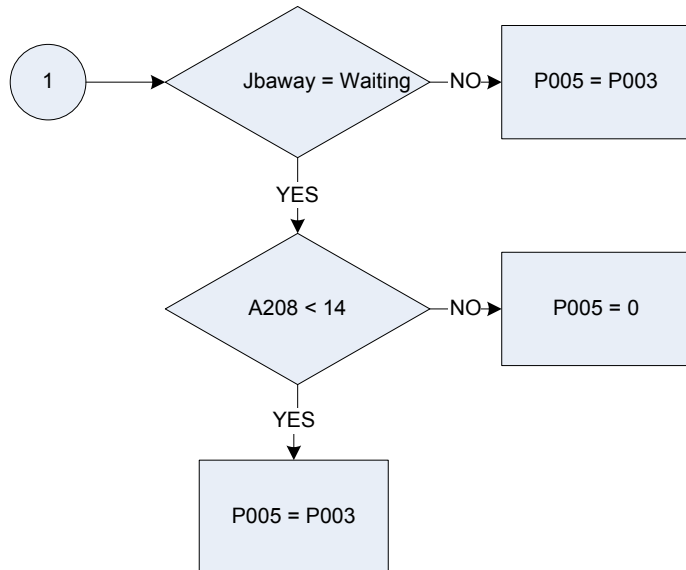 1
Jbaway = Waiting
NO
P005 = P003
YES
A208 < 14
NO
P005 = 0
YES
P005 = P003